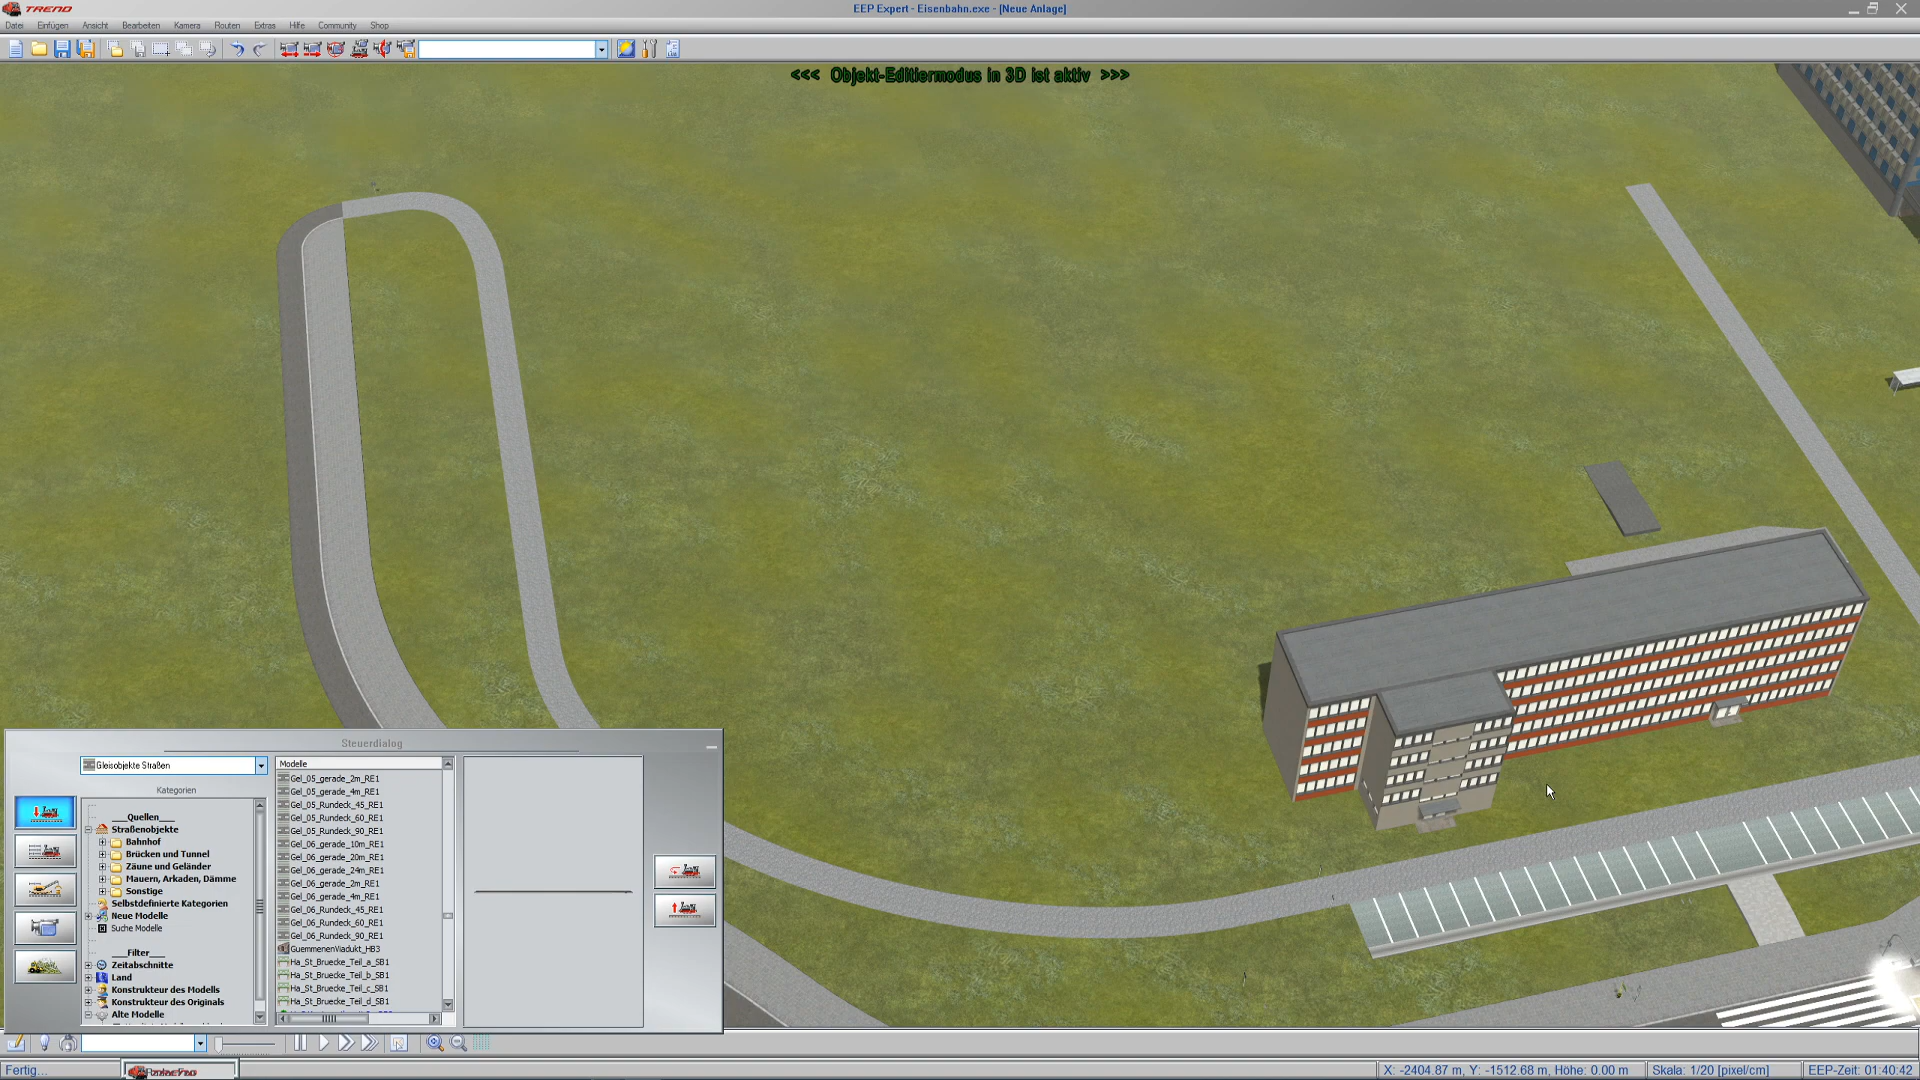 TREND
EEP Expert - Eisenbahn.exe - [Neue Anlage]
Datei Einfügen Ansicht Bearbeiten Kamera Routen Extras Hilfe Community Shop
<<< Objekt-Editiermodus in 3D ist aktiv >>>
Steuerdialog
Gleisobjekte Straßen
Kategorien
__Quellen__
Straßenobjekte
Bahnhof
Brücken und Tunnel
Zäune und Geländer
Mauern, Arkaden, Dämme
Sonstige
Selbstdefinierte Kategorien
Neue Modelle
Suche Modelle
__Filter__
Zeitabschnitte
Land
Konstrukteur des Modells
Konstrukteur des Originals
Alte Modelle
Modelle
Gel_05_gerade_2m_RE1
Gel_05_gerade_4m_RE1
Gel_05_Rundeck_45_RE1
Gel_05_Rundeck_60_RE1
Gel_05_Rundeck_90_RE1
Gel_06_gerade_10m_RE1
Gel_06_gerade_20m_RE1
Gel_06_gerade_24m_RE1
Gel_06_gerade_2m_RE1
Gel_06_gerade_4m_RE1
Gel_06_Rundeck_45_RE1
Gel_06_Rundeck_60_RE1
Gel_06_Rundeck_90_RE1
GuemmenenViadukt_HB3
Ha_St_Bruecke_Teil_a_SB1
Ha_St_Bruecke_Teil_b_SB1
Ha_St_Bruecke_Teil_c_SB1
Ha_St_Bruecke_Teil_d_SB1
Fertig...
X: -2404.87 m, Y: -1512.68 m, Höhe: 0.00 m
Skala: 1/20 [pixel/cm]
EEP-Zeit: 01:40:42